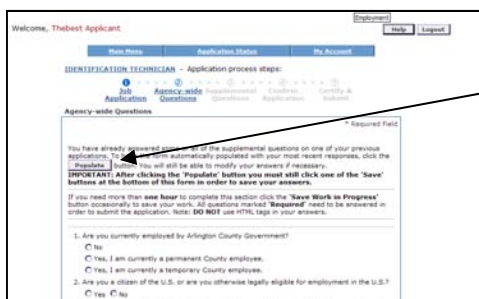 Employment
Welcome, Thebest Applicant
Help Logout
Main Menu Application Status My Account
IDENTIFICATION TECHNICIAN - Application process steps:
Job Application Agency-wide Questions Supplemental Questions Confirm Application Certify & Submit
Agency-wide Questions
* Required Field
You have already answered some or all of the supplemental questions on one of your previous
applications. To have the form automatically populated with your most recent responses, click the
Populate button. You will still be able to modify your answers if necessary.
IMPORTANT: After clicking the 'Populate' button you must still click one of the 'Save'
buttons at the bottom of this form in order to save your answers.
If you need more than one hour to complete this section click the 'Save Work in Progress'
button occasionally to save your work. All questions marked 'Required' need to be answered in
order to submit the application. Note: DO NOT use HTML tags in your answers.
1. Are you currently employed by Arlington County Government?
No
Yes, I am currently a permanent County employee.
Yes, I am currently a temporary County employee.
2. Are you a citizen of the U.S. or are you otherwise legally eligible for employment in the U.S.?
Yes No